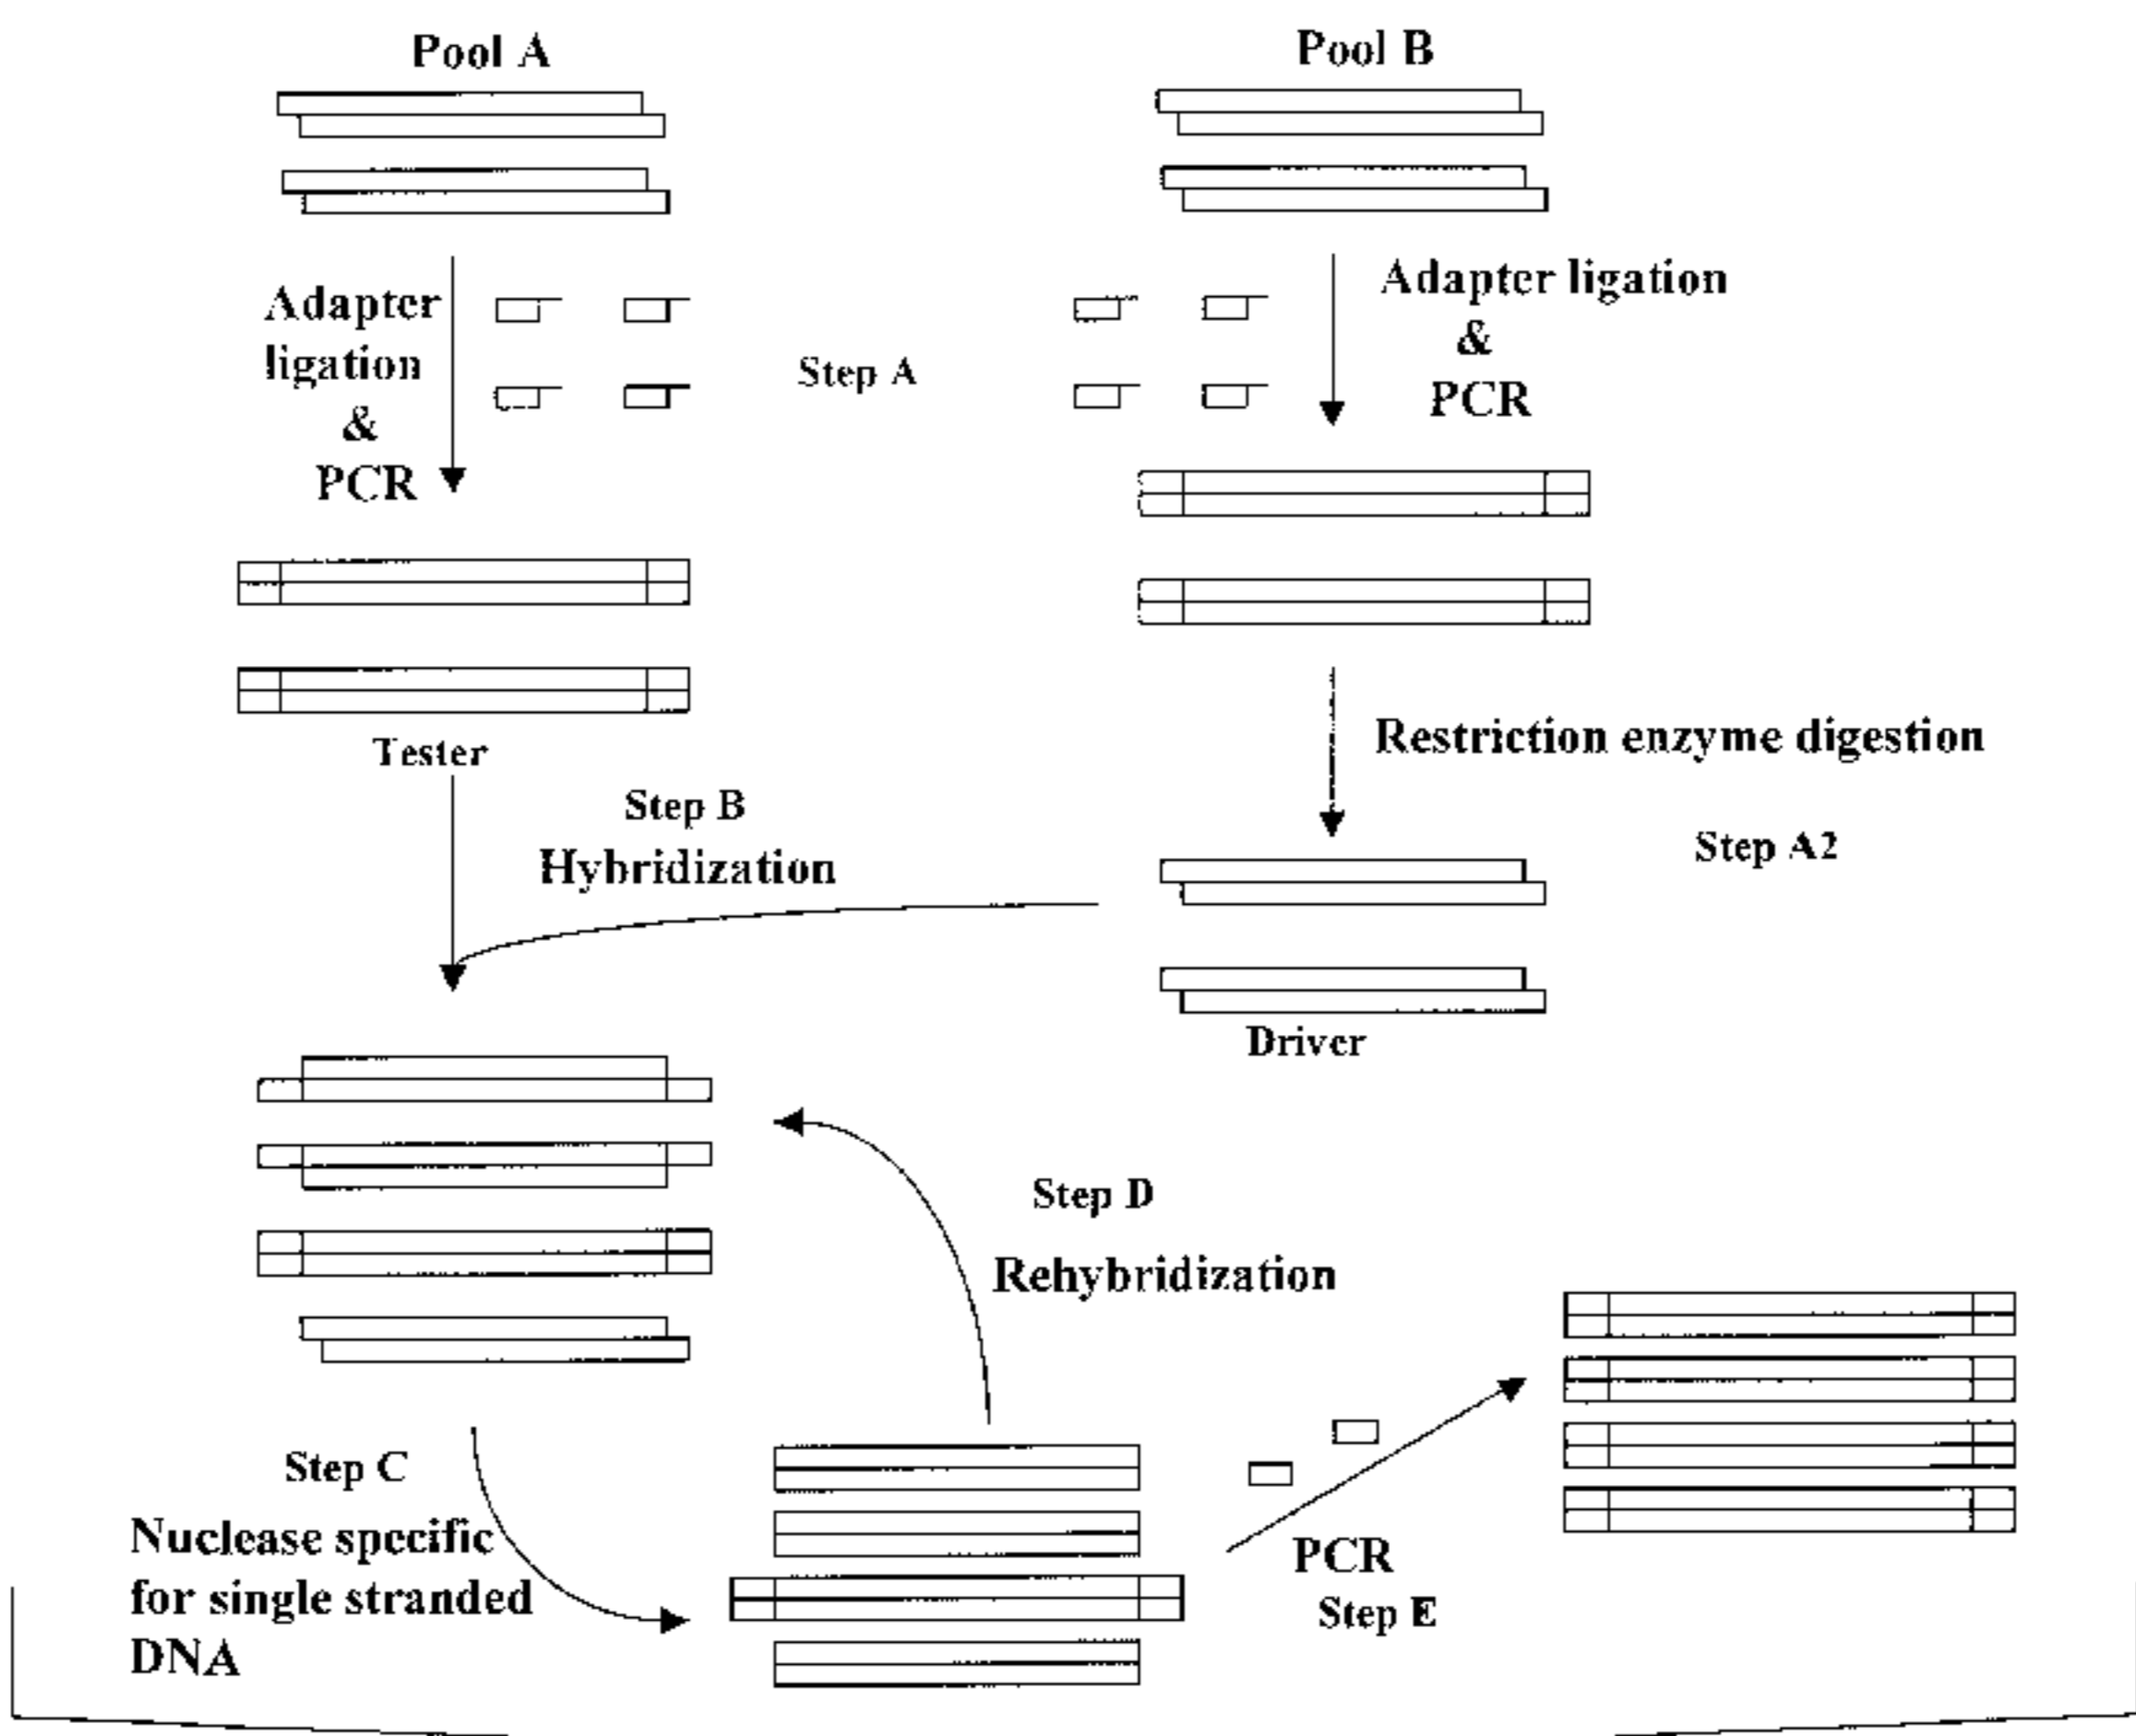 Pool A
Pool B
Adapter
ligation
&
PCR
Step A
Adapter ligation
&
PCR
Tester
Restriction enzyme digestion
Step A2
Step B
Hybridization
Driver
Step D
Rehybridization
Step C
Nuclease specific
for single stranded
DNA
PCR
Step E